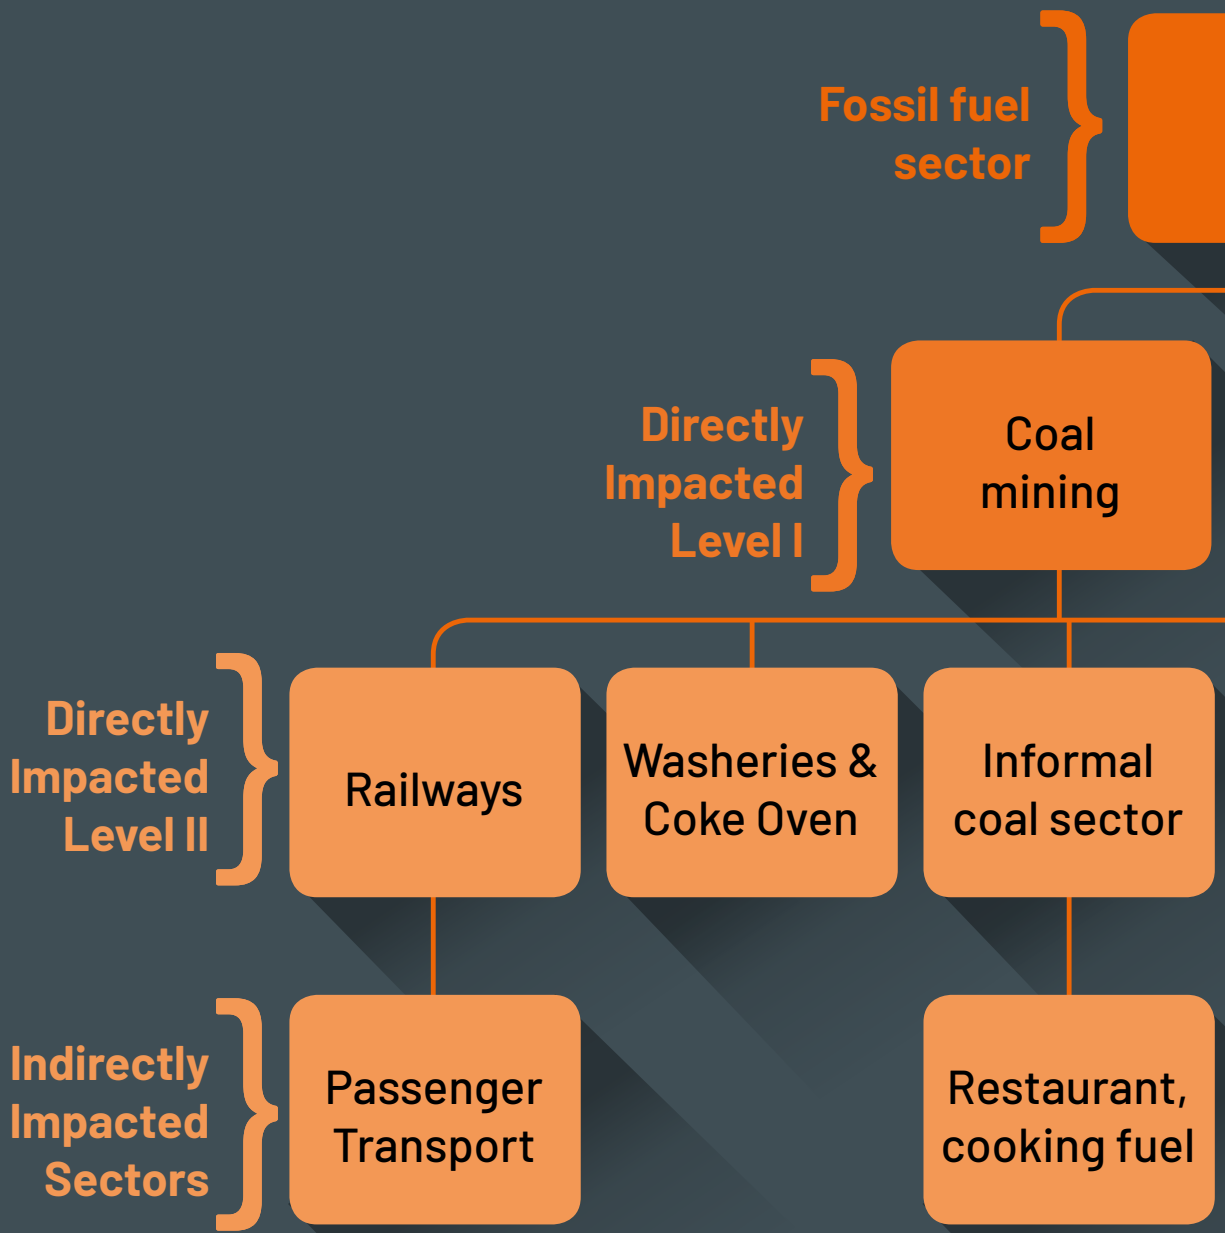 Fossil fuel
sector
Directly
Impacted
Level I
Coal
mining
Directly
Impacted
Level II
Railways
Washeries &
Coke Oven
Informal
coal sector
Indirectly
Impacted
Sectors
Passenger
Transport
Restaurant,
cooking fuel